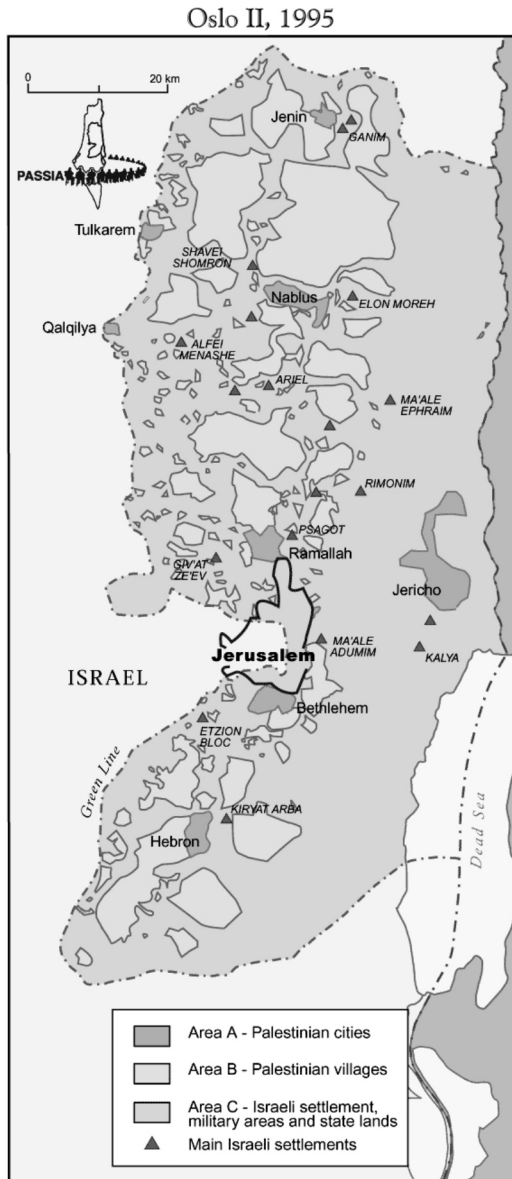 Oslo II, 1995
0
20 km
PASSIA
Jenin
GANIM
Tulkarem
SHAVEI
SHOMRON
Nablus
ELON MOREH
Qalqilya
ALFEI
MENASHE
ARIEL
MA'ALE
EPHRAIM
RIMONIM
PSAGOT
Ramallah
GIV'AT
ZE'EV
Jericho
Jerusalem
MA'ALE
ADUMIM
KALYA
ISRAEL
Bethlehem
ETZION
BLOC
Green Line
KIRYAT ARBA
Hebron
Dead Sea
Area A - Palestinian cities
Area B - Palestinian villages
Area C - Israeli settlement,
military areas and state lands
Main Israeli settlements